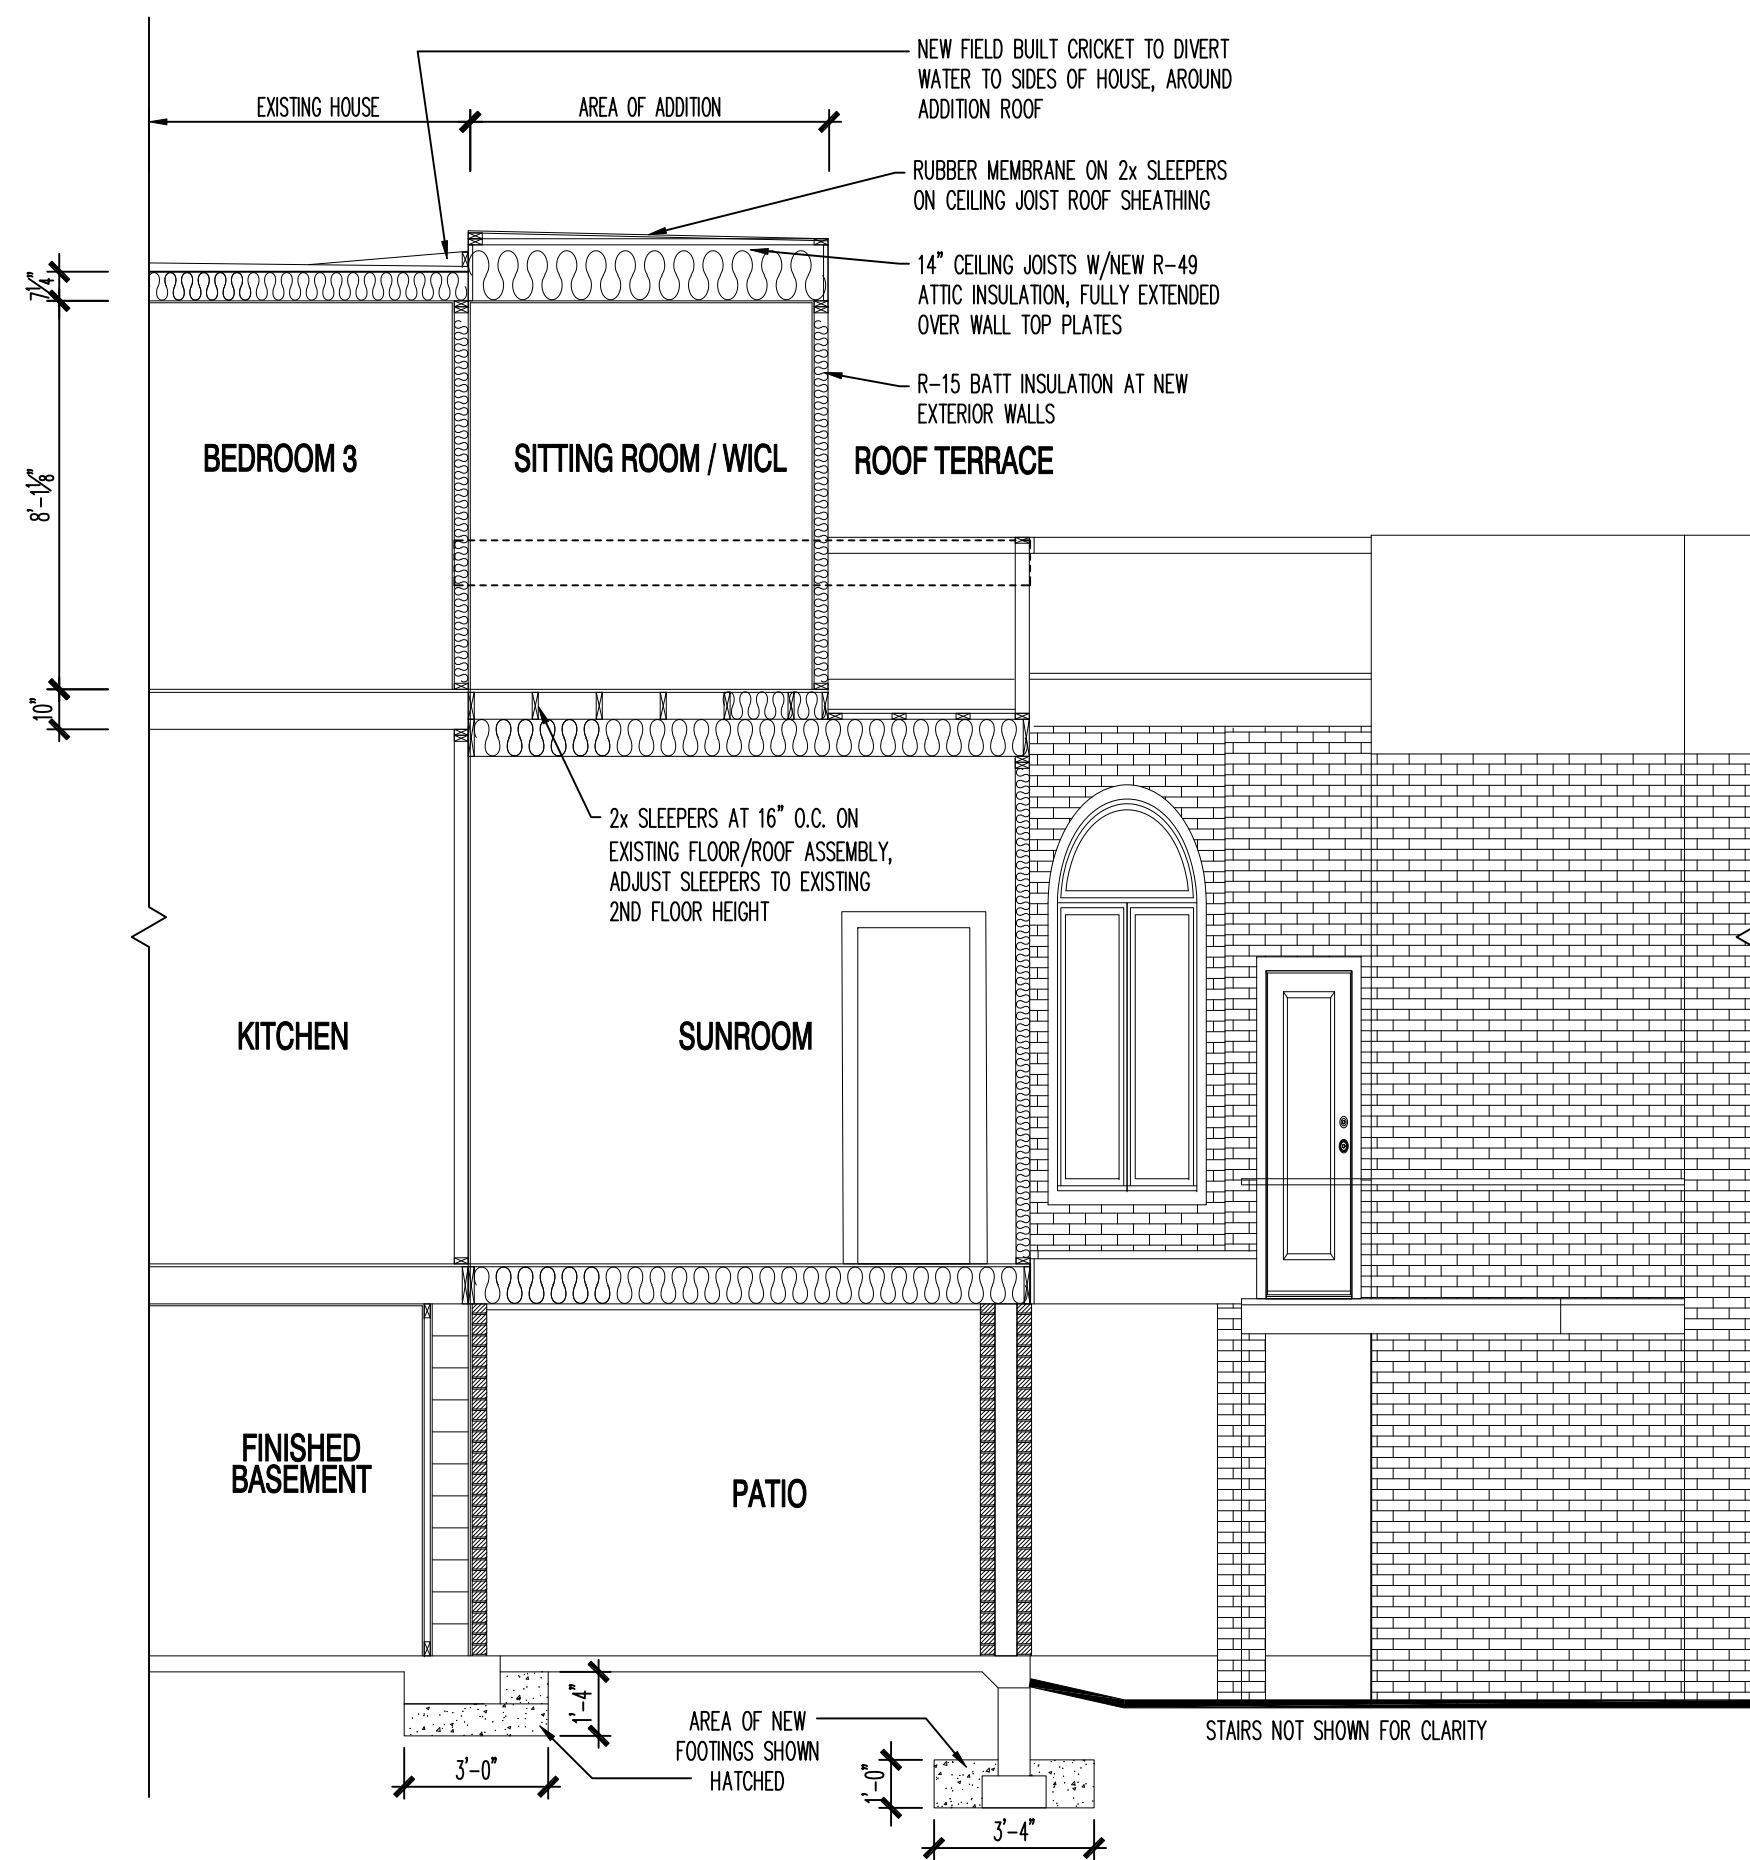 NEW FIELD BUILT CRICKET TO DIVERT
WATER TO SIDES OF HOUSE, AROUND
ADDITION ROOF
EXISTING HOUSE
AREA OF ADDITION
RUBBER MEMBRANE ON 2x SLEEPERS
ON CEILING JOIST ROOF SHEATHING
14" CEILING JOISTS W/NEW R-49
ATTIC INSULATION, FULLY EXTENDED
OVER WALL TOP PLATES
7 1/4"
R-15 BATT INSULATION AT NEW
EXTERIOR WALLS
BEDROOM 3
SITTING ROOM / WICL
ROOF TERRACE
8'-1 1/8"
10"
2x SLEEPERS AT 16" O.C. ON
EXISTING FLOOR/ROOF ASSEMBLY,
ADJUST SLEEPERS TO EXISTING
2ND FLOOR HEIGHT
KITCHEN
SUNROOM
FINISHED
BASEMENT
PATIO
1'-4"
3'-0"
AREA OF NEW
FOOTINGS SHOWN
HATCHED
1'-0"
3'-4"
STAIRS NOT SHOWN FOR CLARITY